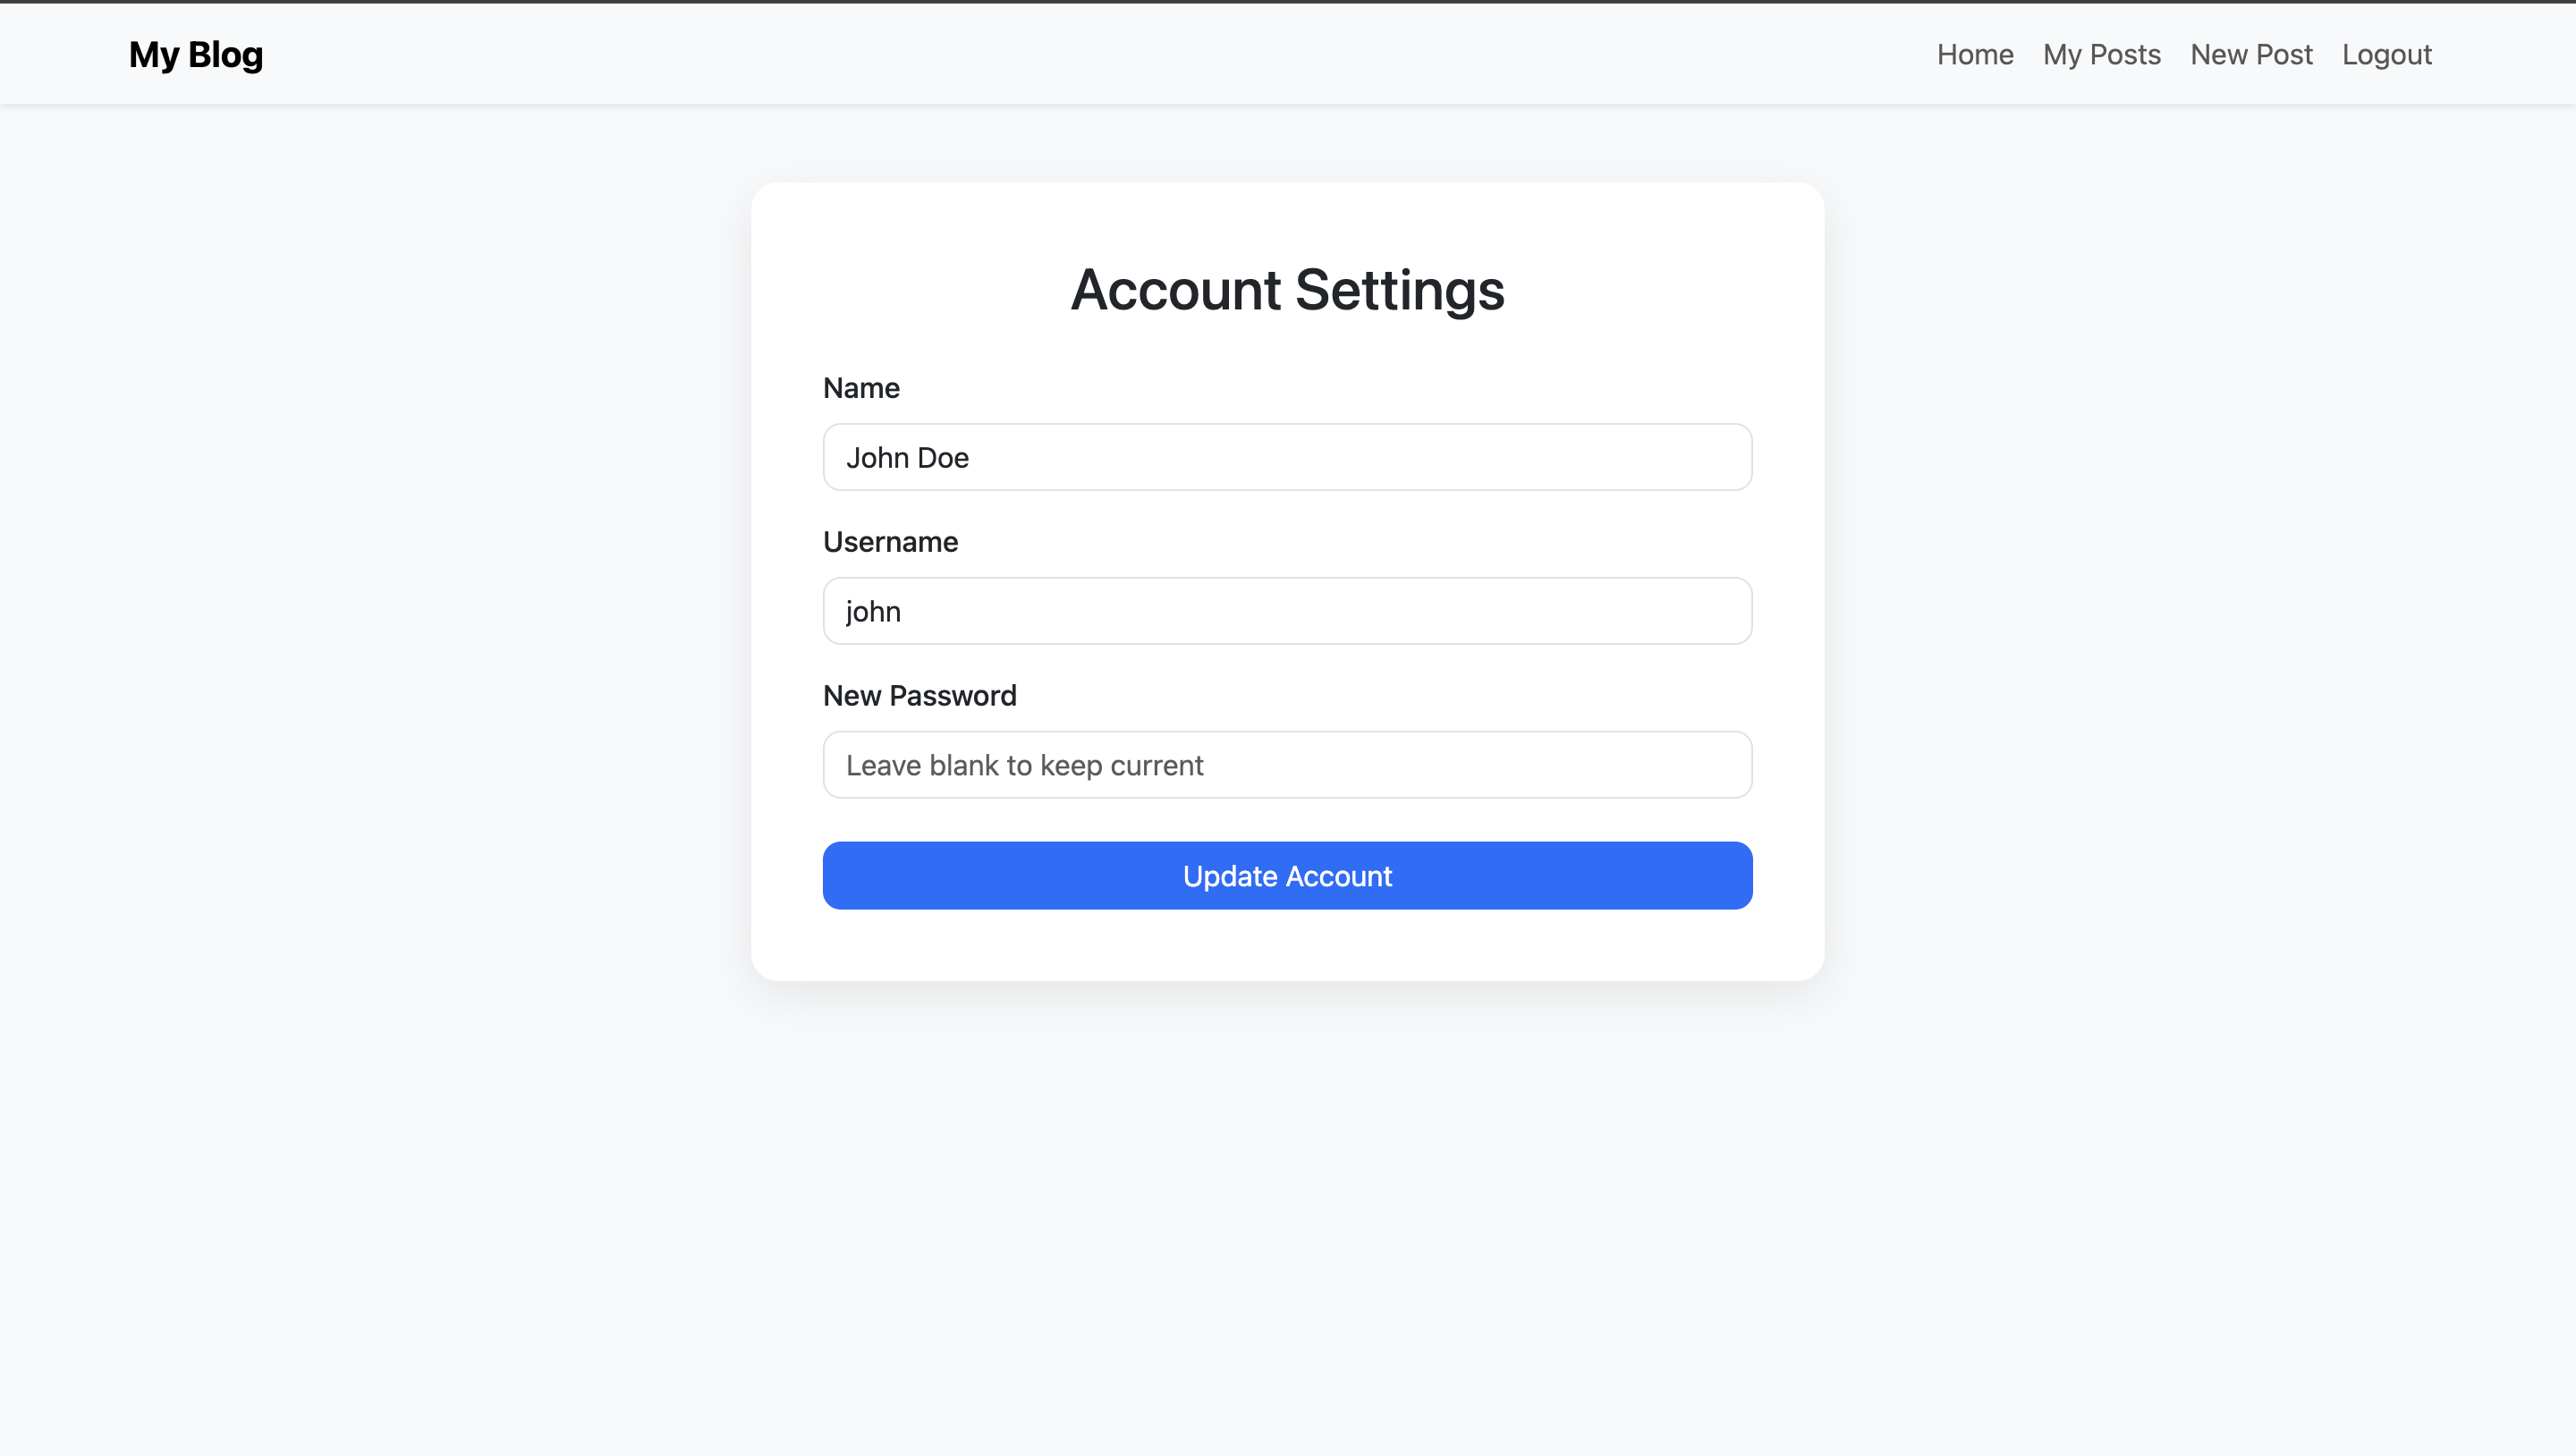 My Blog
Home My Posts New Post Logout
Account Settings
Name
John Doe
Username
john
New Password
Leave blank to keep current
Update Account